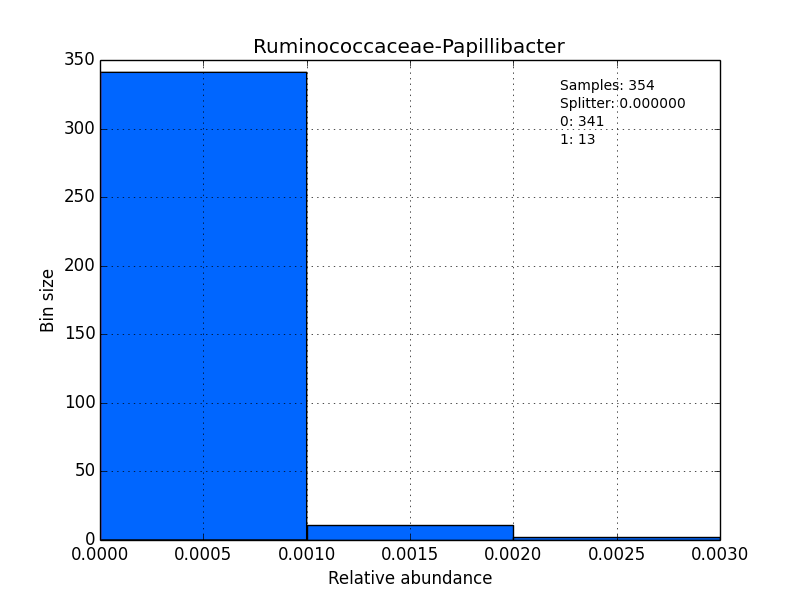 Ruminococcaceae-Papillibacter
350
300
250
200
150
100
50
0
Bin size
Samples: 354
Splitter: 0.000000
0: 341
1: 13
0.0000 0.0005 0.0010 0.0015 0.0020 0.0025 0.0030
Relative abundance